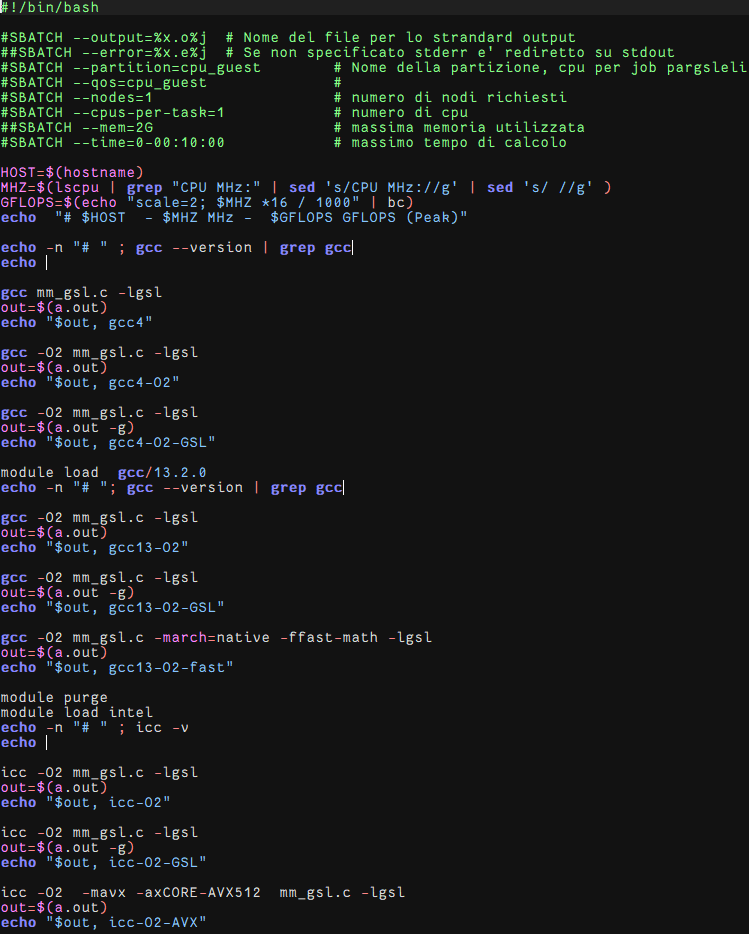 #!/bin/bash

#SBATCH --output=%x.o%j  # Nome del file per lo strandard output
##SBATCH --error=%x.e%j  # Se non specificato stderr e' rediretto su stdout
#SBATCH --partition=cpu_guest        # Nome della partizione, cpu per job pargsleli
#SBATCH --qos=cpu_guest              #
#SBATCH --nodes=1                    # numero di nodi richiesti
#SBATCH --cpus-per-task=1            # numero di cpu
##SBATCH --mem=2G                    # massima memoria utilizzata
#SBATCH --time=0-00:10:00            # massimo tempo di calcolo

HOST=$(hostname)
MHZ=$(lscpu | grep "CPU MHz:" | sed 's/CPU MHz://g' | sed 's/ //g' )
GFLOPS=$(echo "scale=2; $MHZ *16 / 1000" | bc)
echo  "# $HOST  - $MHZ MHz -  $GFLOPS GFLOPS (Peak)"

echo -n "# " ; gcc --version | grep gcc|
echo |

gcc mm_gsl.c -lgsl
out=$(a.out)
echo "$out, gcc4"

gcc -O2 mm_gsl.c -lgsl
out=$(a.out)
echo "$out, gcc4-O2"

gcc -O2 mm_gsl.c -lgsl
out=$(a.out -g)
echo "$out, gcc4-O2-GSL"

module load  gcc/13.2.0
echo -n "# "; gcc --version | grep gcc|

gcc -O2 mm_gsl.c -lgsl
out=$(a.out)
echo "$out, gcc13-O2"

gcc -O2 mm_gsl.c -lgsl
out=$(a.out -g)
echo "$out, gcc13-O2-GSL"

gcc -O2 mm_gsl.c -march=native -ffast-math -lgsl
out=$(a.out)
echo "$out, gcc13-O2-fast"

module purge
module load intel
echo -n "# " ; icc -v
echo |

icc -O2 mm_gsl.c -lgsl
out=$(a.out)
echo "$out, icc-O2"

icc -O2 mm_gsl.c -lgsl
out=$(a.out -g)
echo "$out, icc-O2-GSL"

icc -O2  -mavx -axCORE-AVX512  mm_gsl.c -lgsl
out=$(a.out)
echo "$out, icc-O2-AVX"